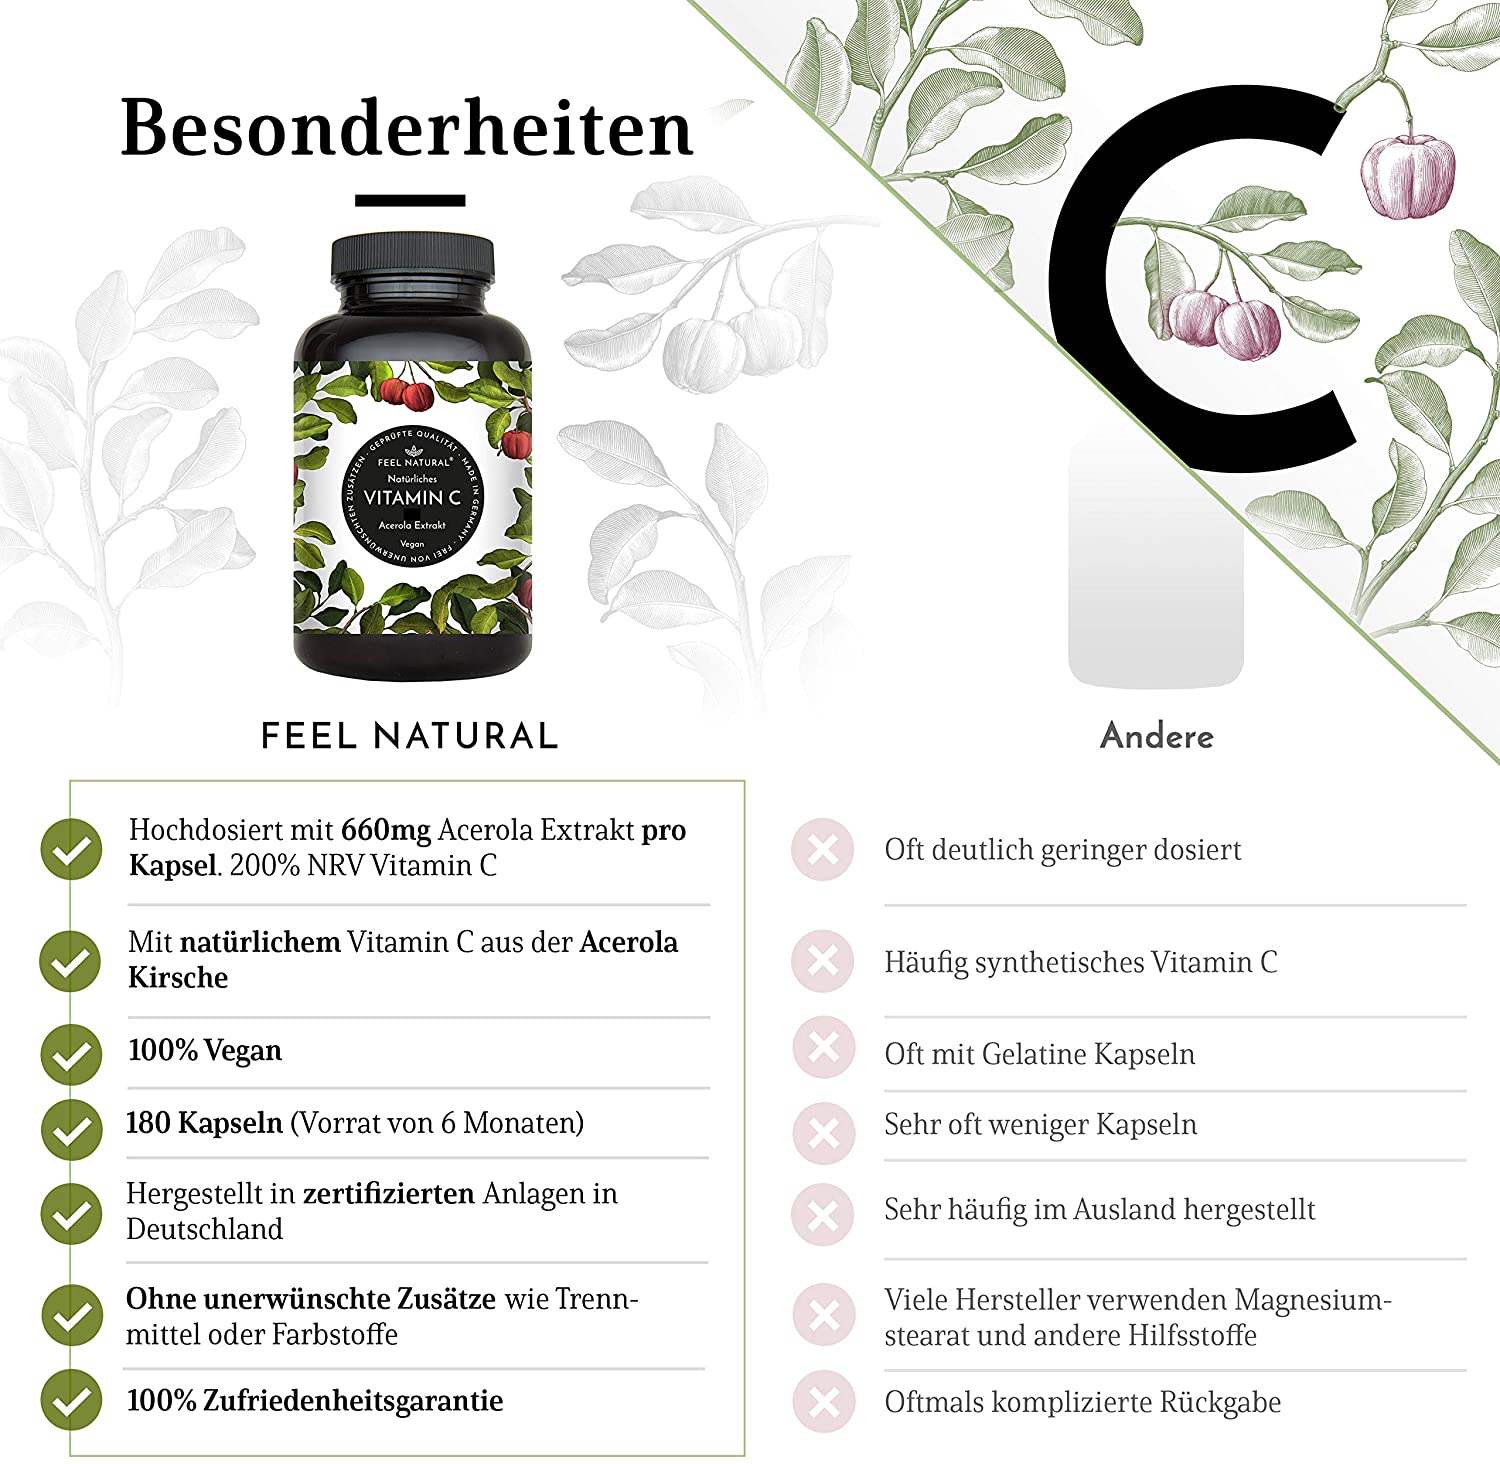 Besonderheiten
C
GEPRÜFTE QUALITÄT · MADE IN GERMANY · FREI VON UNERWÜNSCHTEN ZUSÄTZEN ·
FEEL NATURAL®
Natürliches
VITAMIN C
Acerola Extrakt
Vegan
FEEL NATURAL
Andere
Hochdosiert mit 660mg Acerola Extrakt pro
Kapsel. 200% NRV Vitamin C
Oft deutlich geringer dosiert
Mit natürlichem Vitamin C aus der Acerola
Kirsche
Häufig synthetisches Vitamin C
100% Vegan
Oft mit Gelatine Kapseln
180 Kapseln (Vorrat von 6 Monaten)
Sehr oft weniger Kapseln
Hergestellt in zertifizierten Anlagen in
Deutschland
Sehr häufig im Ausland hergestellt
Ohne unerwünschte Zusätze wie Trenn-
mittel oder Farbstoffe
Viele Hersteller verwenden Magnesium-
stearat und andere Hilfsstoffe
100% Zufriedenheitsgarantie
Oftmals komplizierte Rückgabe